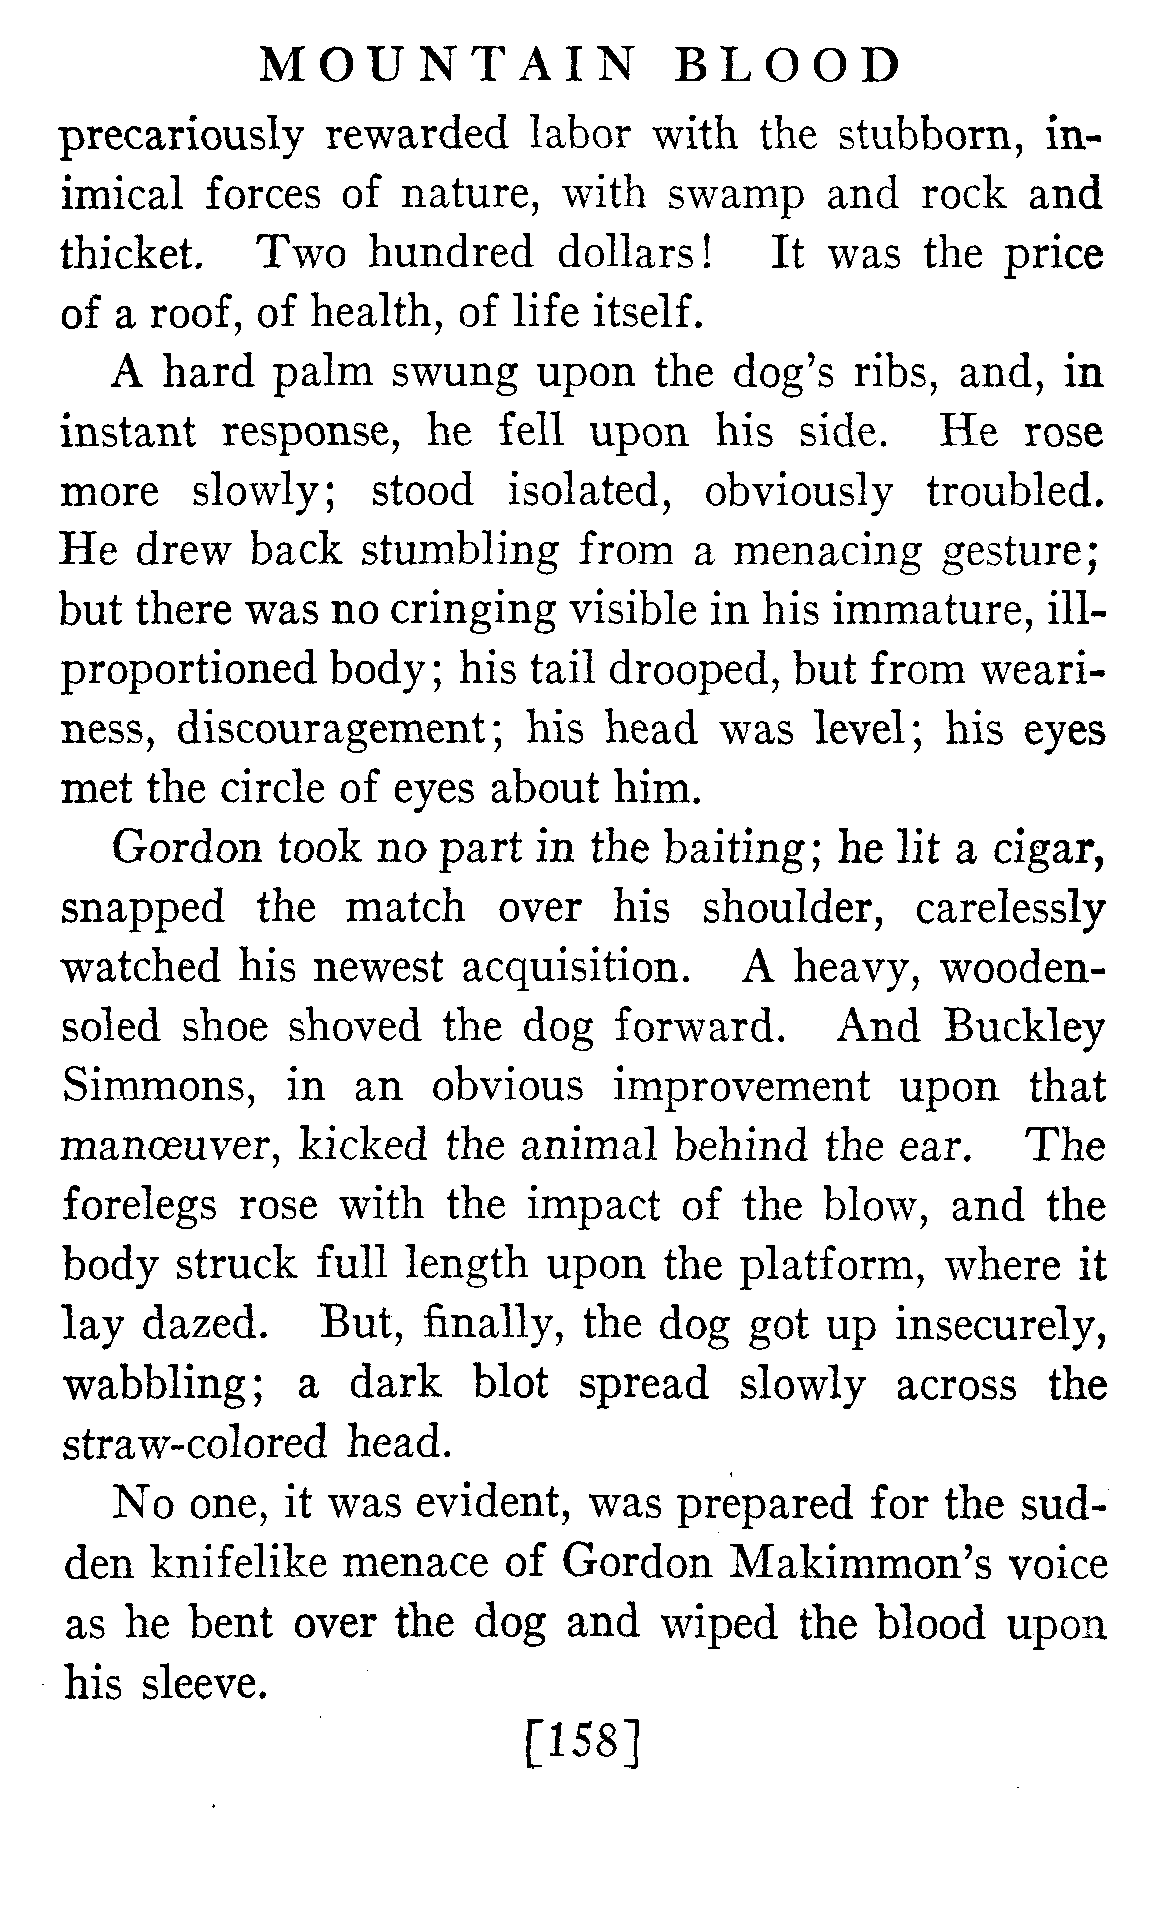 MOUNTAIN BLOOD
precariously rewarded labor with the stubborn, in-
imical forces of nature, with swamp and rock and
thicket. Two hundred dollars! It was the price
of a roof, of health, of life itself.
A hard palm swung upon the dog's ribs, and, in
instant response, he fell upon his side. He rose
more slowly; stood isolated, obviously troubled.
He drew back stumbling from a menacing gesture;
but there was no cringing visible in his immature, ill-
proportioned body; his tail drooped, but from weari-
ness, discouragement; his head was level; his eyes
met the circle of eyes about him.
Gordon took no part in the baiting; he lit a cigar,
snapped the match over his shoulder, carelessly
watched his newest acquisition. A heavy, wooden-
soled shoe shoved the dog forward. And Buckley
Simmons, in an obvious improvement upon that
manœuver, kicked the animal behind the ear. The
forelegs rose with the impact of the blow, and the
body struck full length upon the platform, where it
lay dazed. But, finally, the dog got up insecurely,
wabbling; a dark blot spread slowly across the
straw-colored head.
No one, it was evident, was prepared for the sud-
den knifelike menace of Gordon Makimmon's voice
as he bent over the dog and wiped the blood upon
his sleeve.
[158]